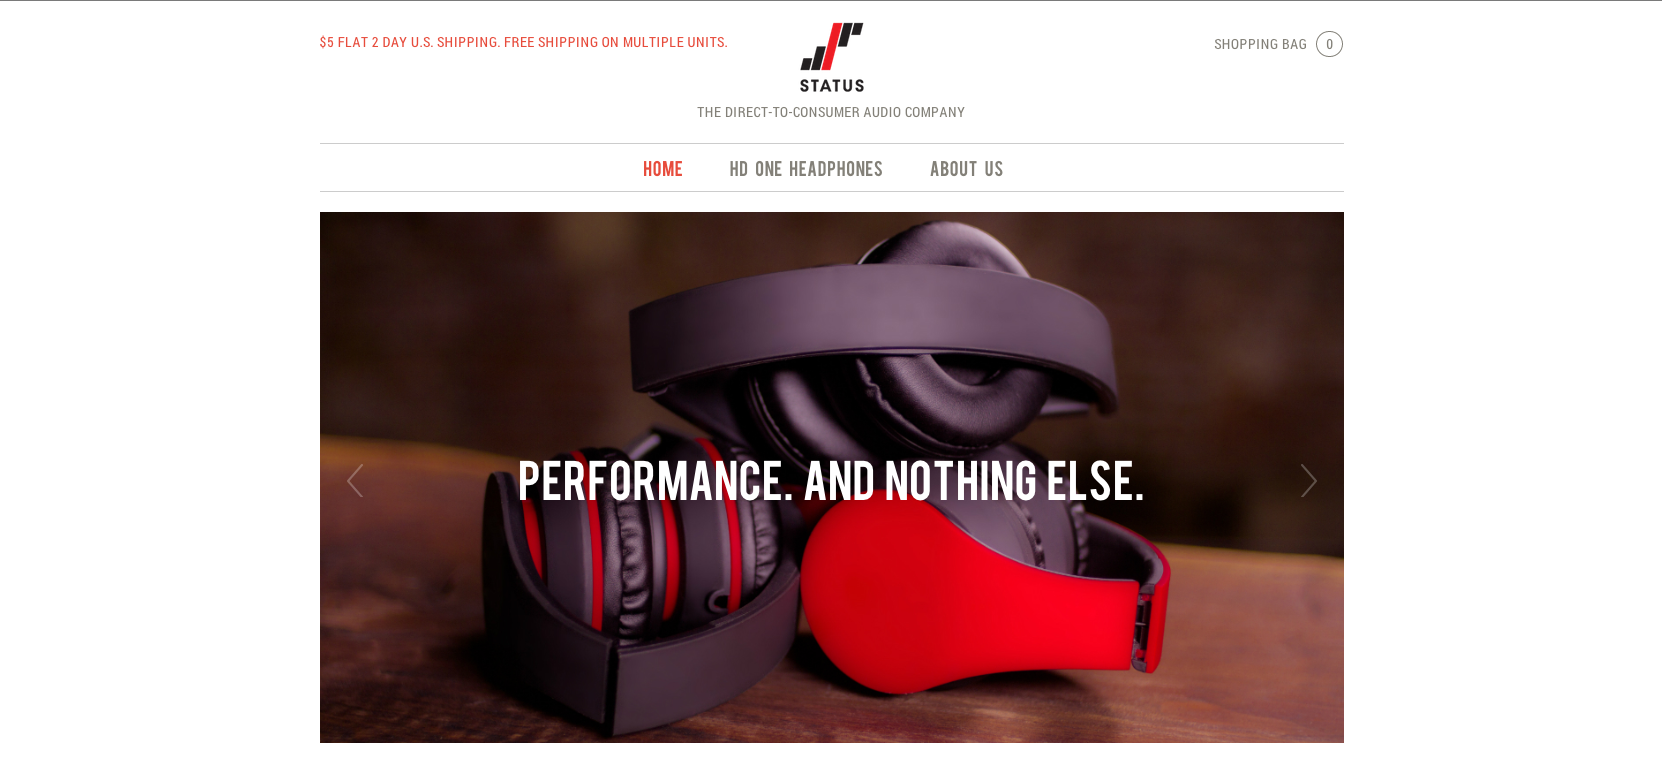 $5 FLAT 2 DAY U.S. SHIPPING. FREE SHIPPING ON MULTIPLE UNITS.
SHOPPING BAG 0
STATUS
THE DIRECT-TO-CONSUMER AUDIO COMPANY
HOME HD ONE HEADPHONES ABOUT US
PERFORMANCE. AND NOTHING ELSE.